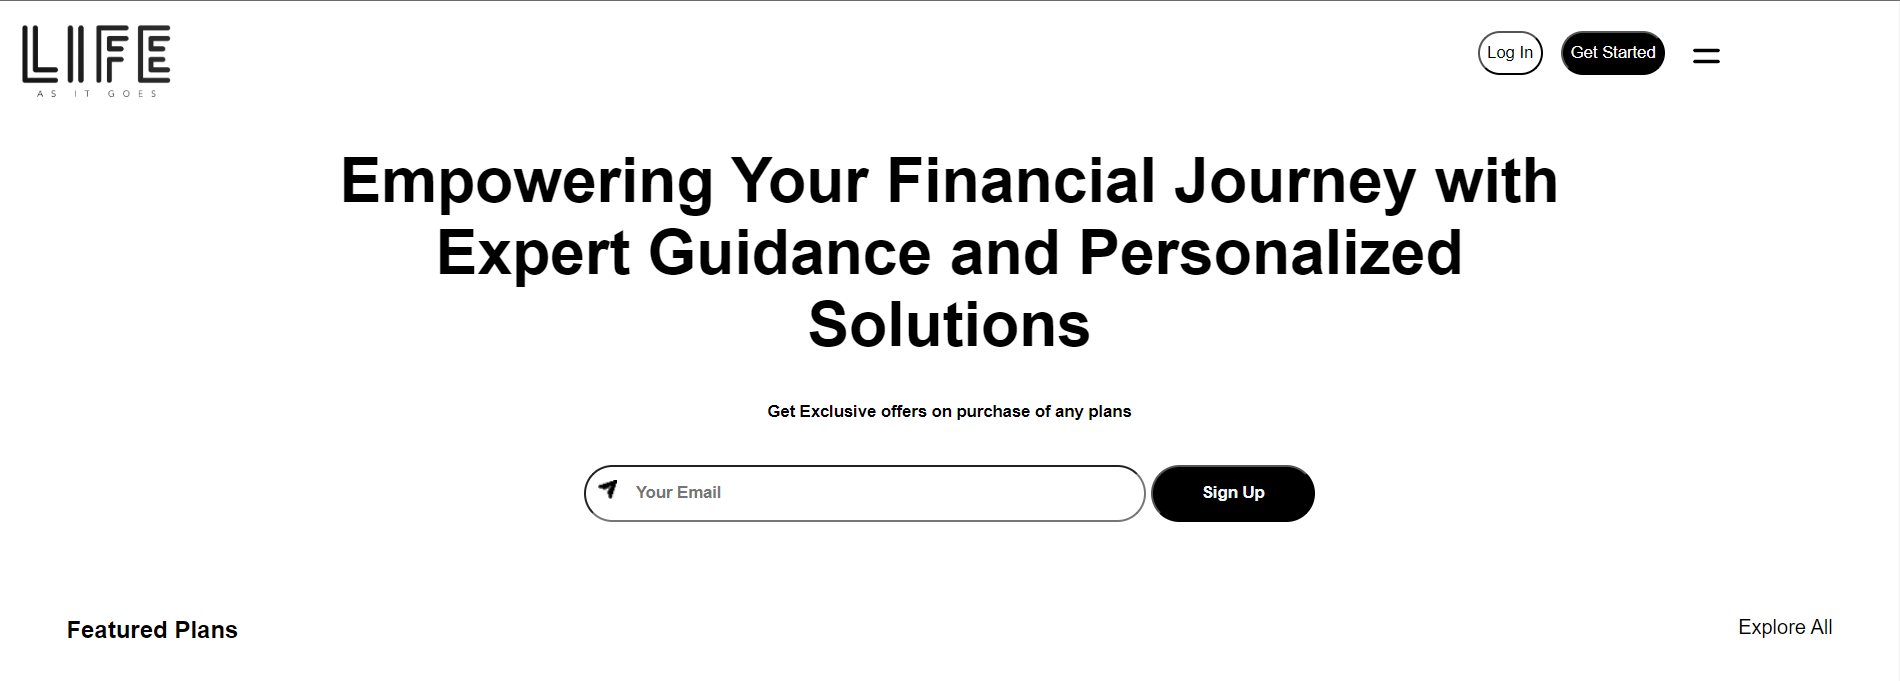 LIFE
AS IT GOES
Log In
Get Started
Empowering Your Financial Journey with
Expert Guidance and Personalized
Solutions
Get Exclusive offers on purchase of any plans
Your Email
Sign Up
Featured Plans
Explore All